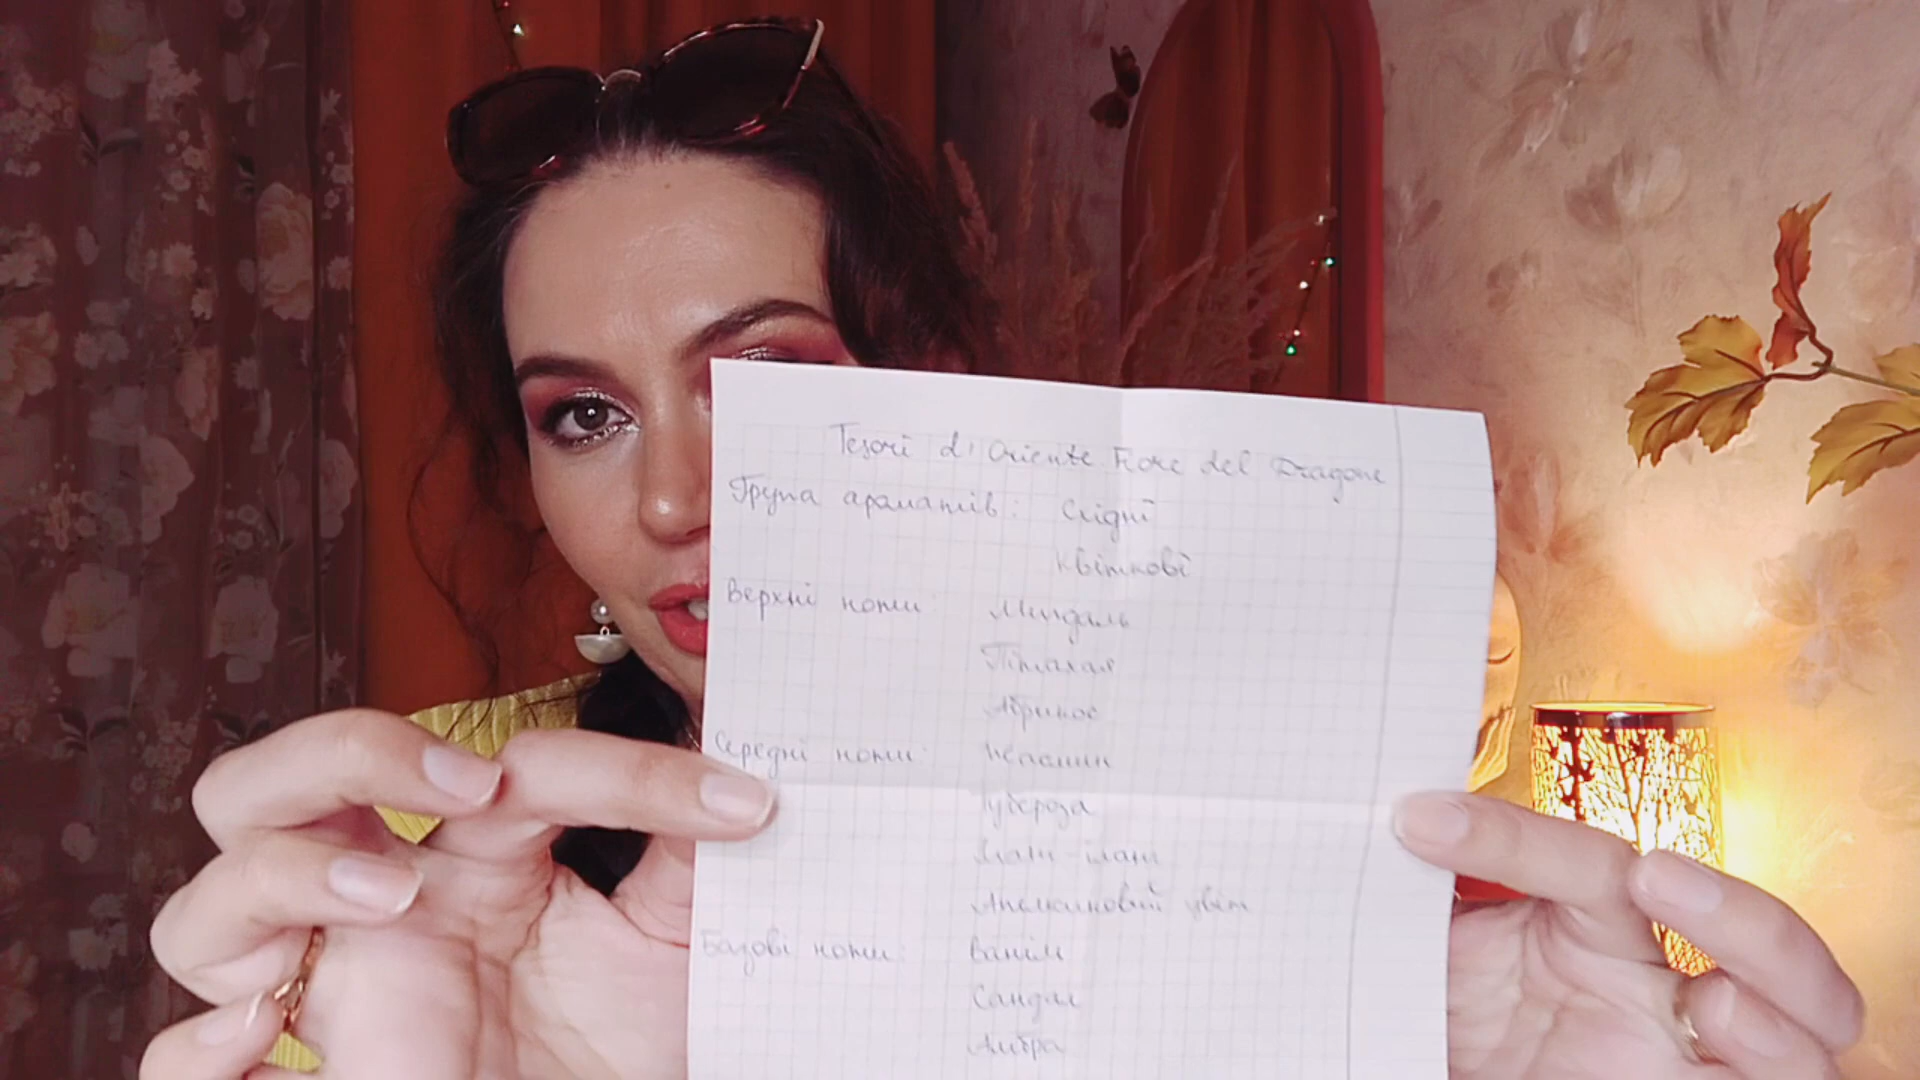 Tesori d'Oriente Fiore del Dragone
Група ароматів: Східні
Квіткові
Верхні ноти: Мигдаль
Пітахая
Абрикос
Середні ноти: Жасмин
Тубероза
Іланг-іланг
Апельсиновий цвіт
Базові ноти: Ваніль
Сандал
Амбра